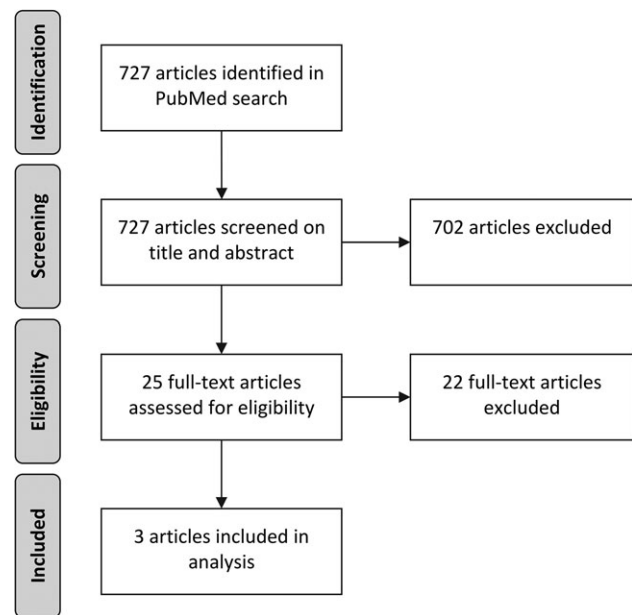 Identification
727 articles identified in
PubMed search
Screening
727 articles screened on
title and abstract
702 articles excluded
Eligibility
25 full-text articles
assessed for eligibility
22 full-text articles
excluded
Included
3 articles included in
analysis